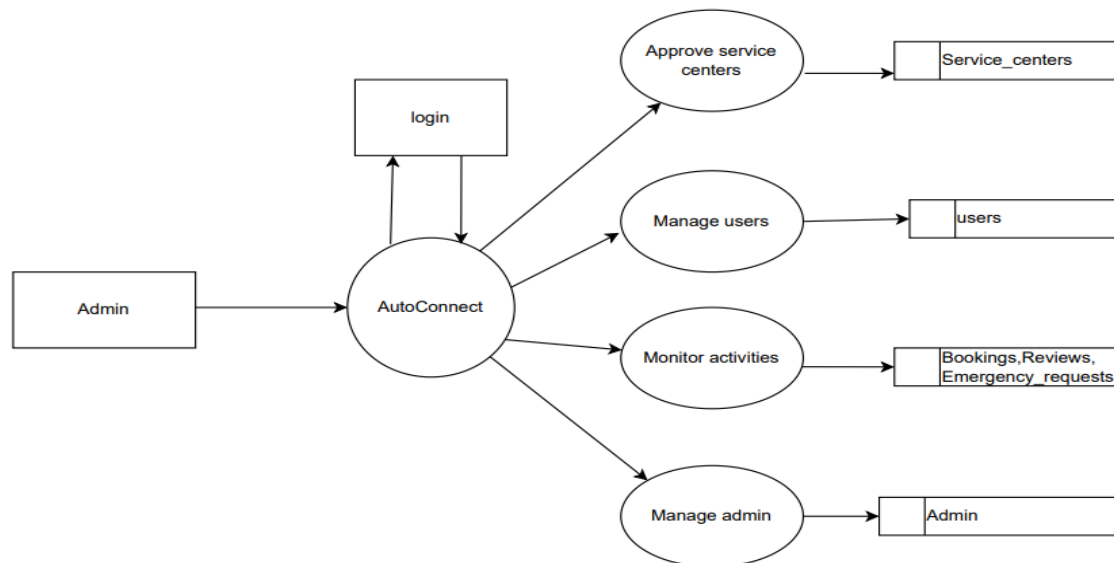 Approve service
centers
Service_centers
login
Manage users
users
Admin
AutoConnect
Monitor activities
Bookings,Reviews,
Emergency_requests
Manage admin
Admin